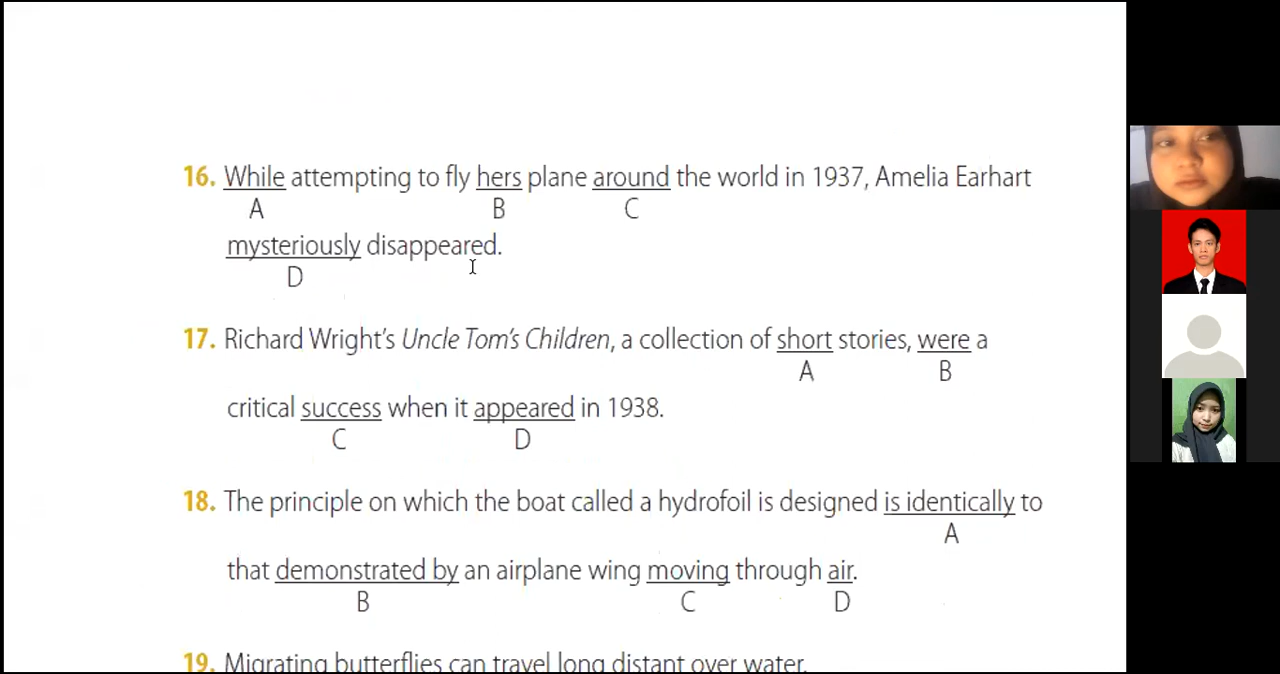 16. While attempting to fly hers plane around the world in 1937, Amelia Earhart
A B C
mysteriously disappeared.
D
17. Richard Wright's Uncle Tom's Children, a collection of short stories, were a
A B
critical success when it appeared in 1938.
C D
18. The principle on which the boat called a hydrofoil is designed is identically to
A
that demonstrated by an airplane wing moving through air.
B C D
19. Migrating butterflies can travel long distant over water.